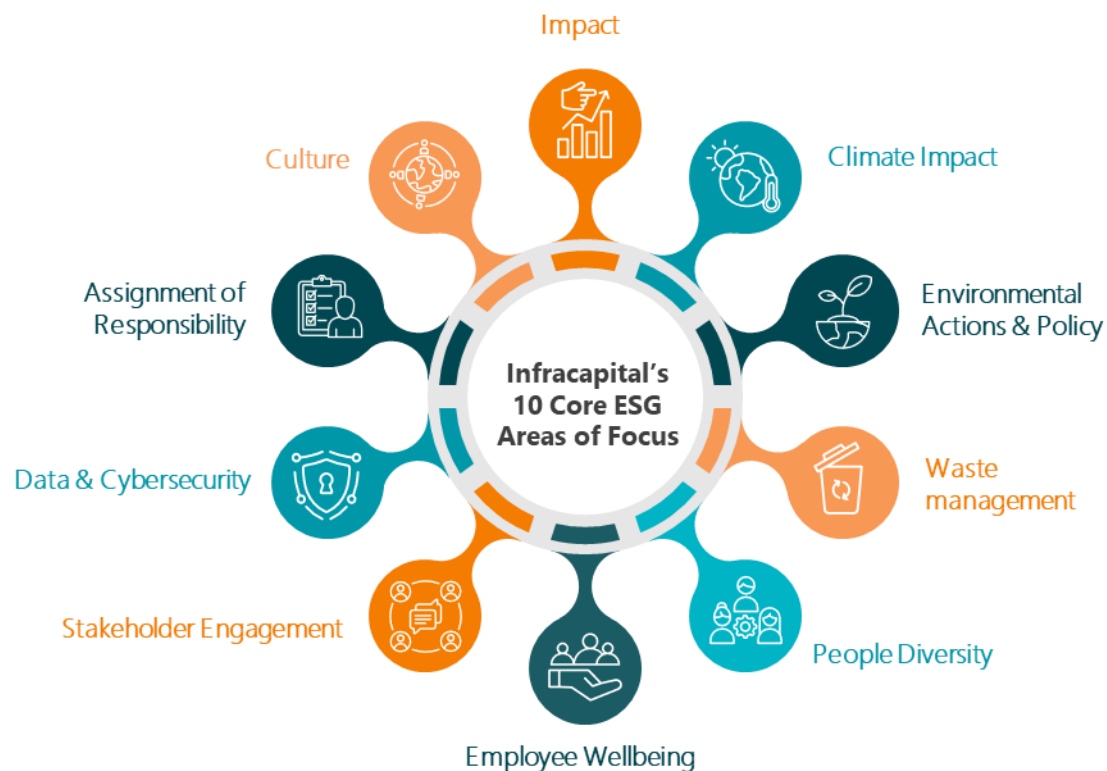 Impact
Climate Impact
Environmental
Actions & Policy
Waste
management
People Diversity
Employee Wellbeing
Stakeholder Engagement
Data & Cybersecurity
Assignment of
Responsibility
Culture
Infracapital's
10 Core ESG
Areas of Focus